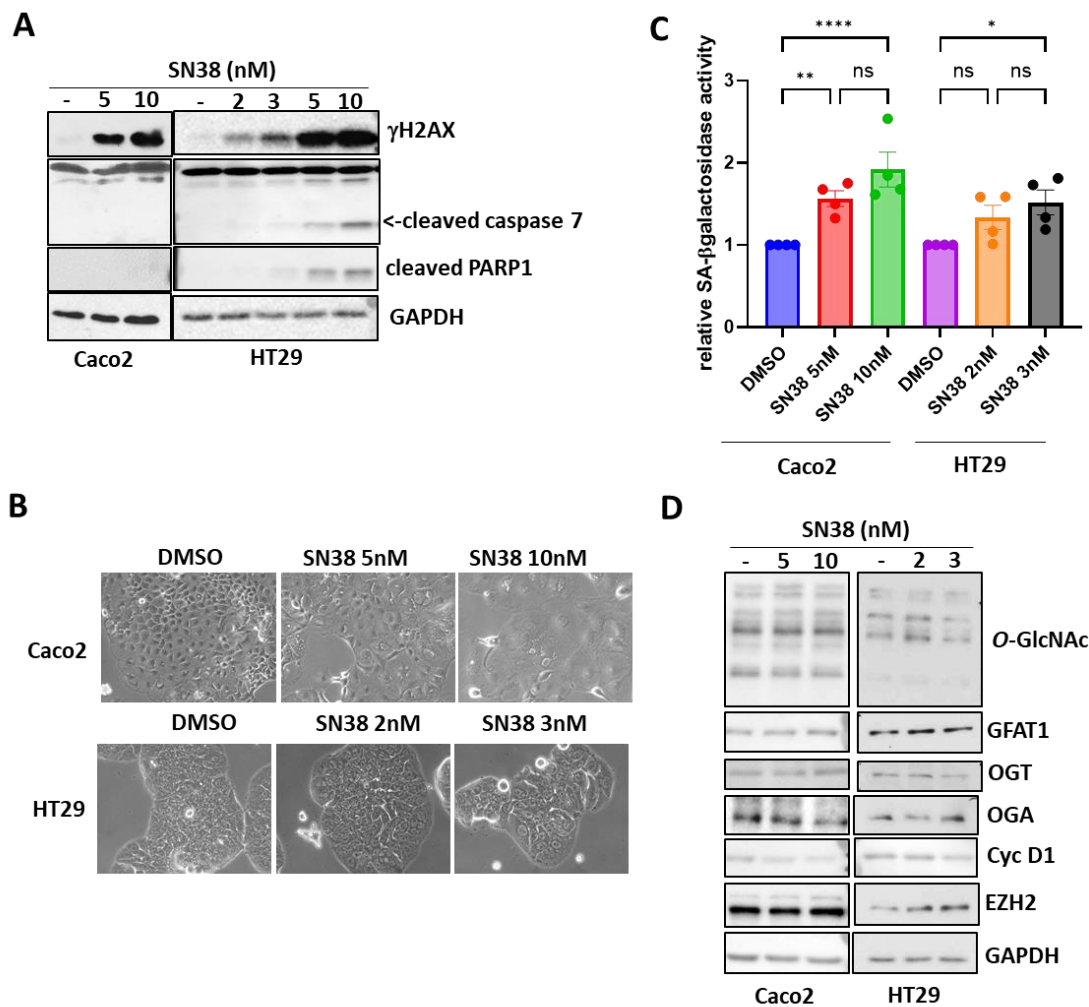 A
SN38 (nM)
- 5 10 - 2 3 5 10
γH2AX
<-cleaved caspase 7
cleaved PARP1
GAPDH
Caco2 HT29
B
DMSO SN38 5nM SN38 10nM
Caco2
DMSO SN38 2nM SN38 3nM
HT29
C
**** *
** ns ns ns
relative SA-βgalactosidase activity
3
2
1
0
DMSO
SN38 5nM
SN38 10nM
DMSO
SN38 2nM
SN38 3nM
Caco2 HT29
D
SN38 (nM)
- 5 10 - 2 3
O-GlcNAc
GFAT1
OGT
OGA
Cyc D1
EZH2
GAPDH
Caco2 HT29